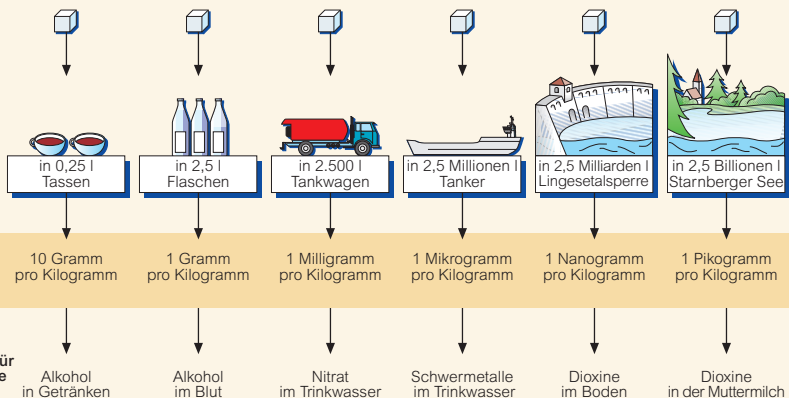 in 0,25 l
Tassen
in 2,5 l
Flaschen
in 2.500 l
Tankwagen
in 2,5 Millionen l
Tanker
in 2,5 Milliarden l
Lingesetalsperre
in 2,5 Billionen l
Starnberger See
10 Gramm
pro Kilogramm
1 Gramm
pro Kilogramm
1 Milligramm
pro Kilogramm
1 Mikrogramm
pro Kilogramm
1 Nanogramm
pro Kilogramm
1 Pikogramm
pro Kilogramm
Alkohol
in Getränken
Alkohol
im Blut
Nitrat
im Trinkwasser
Schwermetalle
im Trinkwasser
Dioxine
im Boden
Dioxine
in der Muttermilch